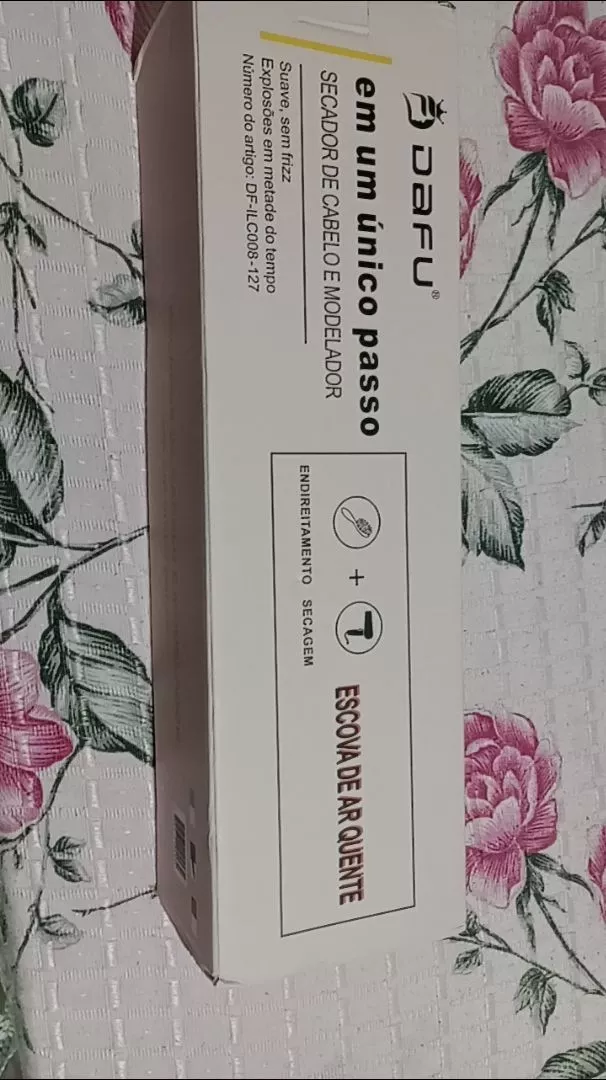 DAFU®
em um único passo
SECADOR DE CABELO E MODELADOR
Suave, sem frizz
Explosões em metade do tempo
Número do artigo: DF-ILC008-127
+
ENDIREITAMENTO SECAGEM
ESCOVA DE AR QUENTE